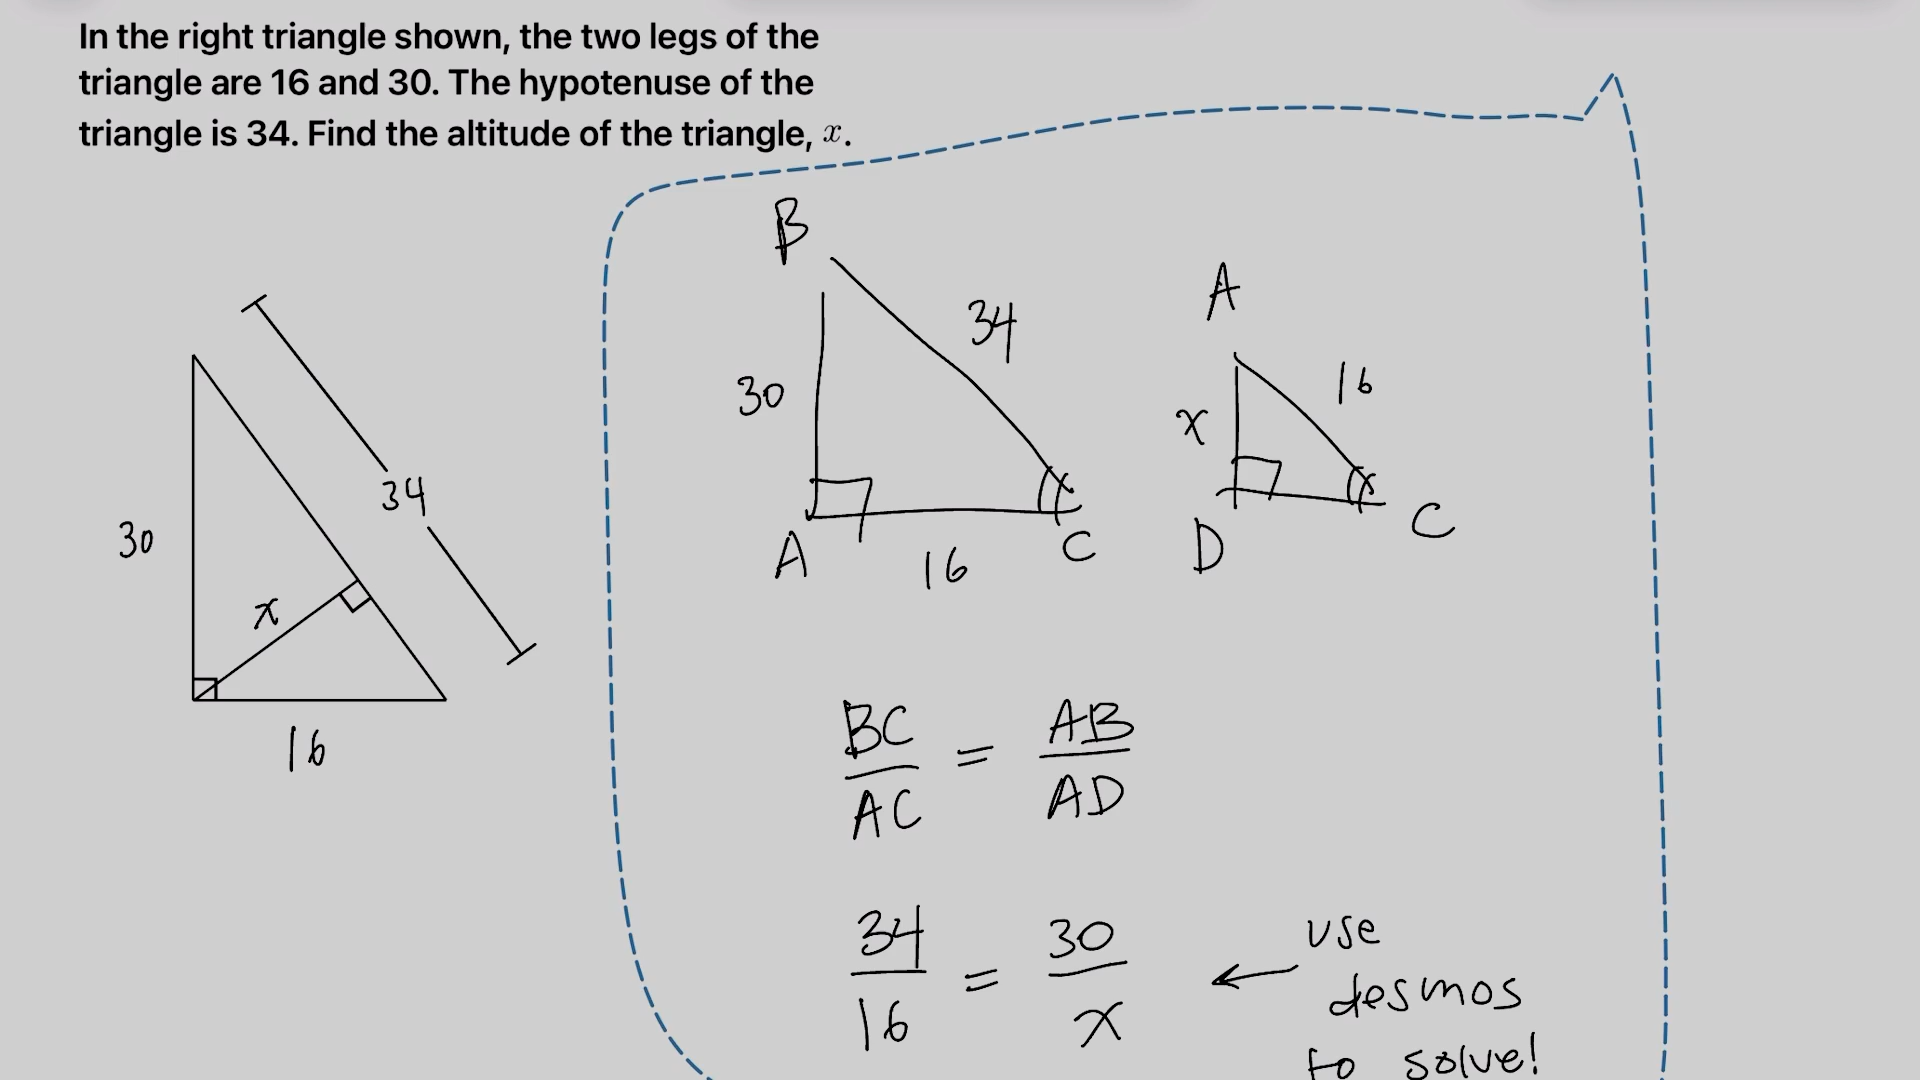 In the right triangle shown, the two legs of the
triangle are 16 and 30. The hypotenuse of the
triangle is 34. Find the altitude of the triangle, x.
B
34
30
A
16
C
A
16
x
D
C
34
30
x
16
BC
AC
=
AB
AD
34
16
=
30
x
use
desmos
to solve!